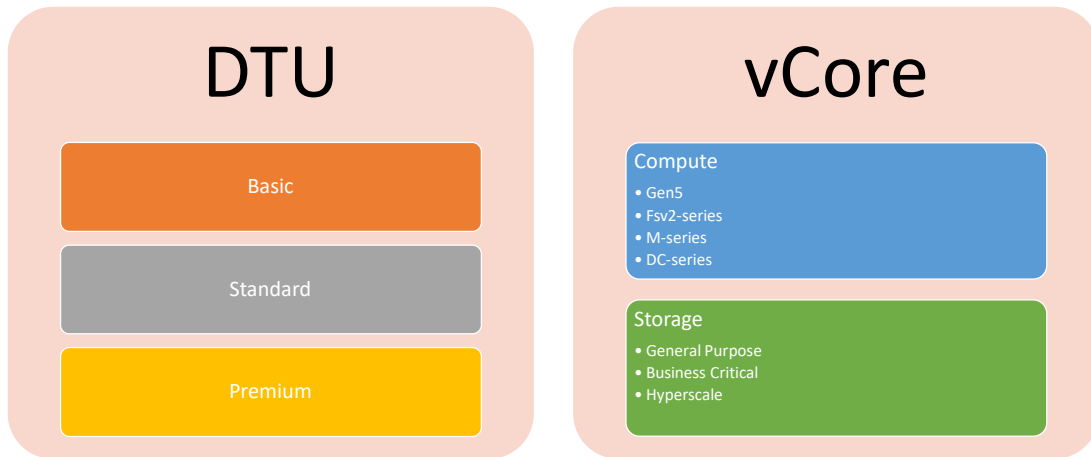 DTU
Basic
Standard
Premium
vCore
Compute
• Gen5
• Fsv2-series
• M-series
• DC-series
Storage
• General Purpose
• Business Critical
• Hyperscale